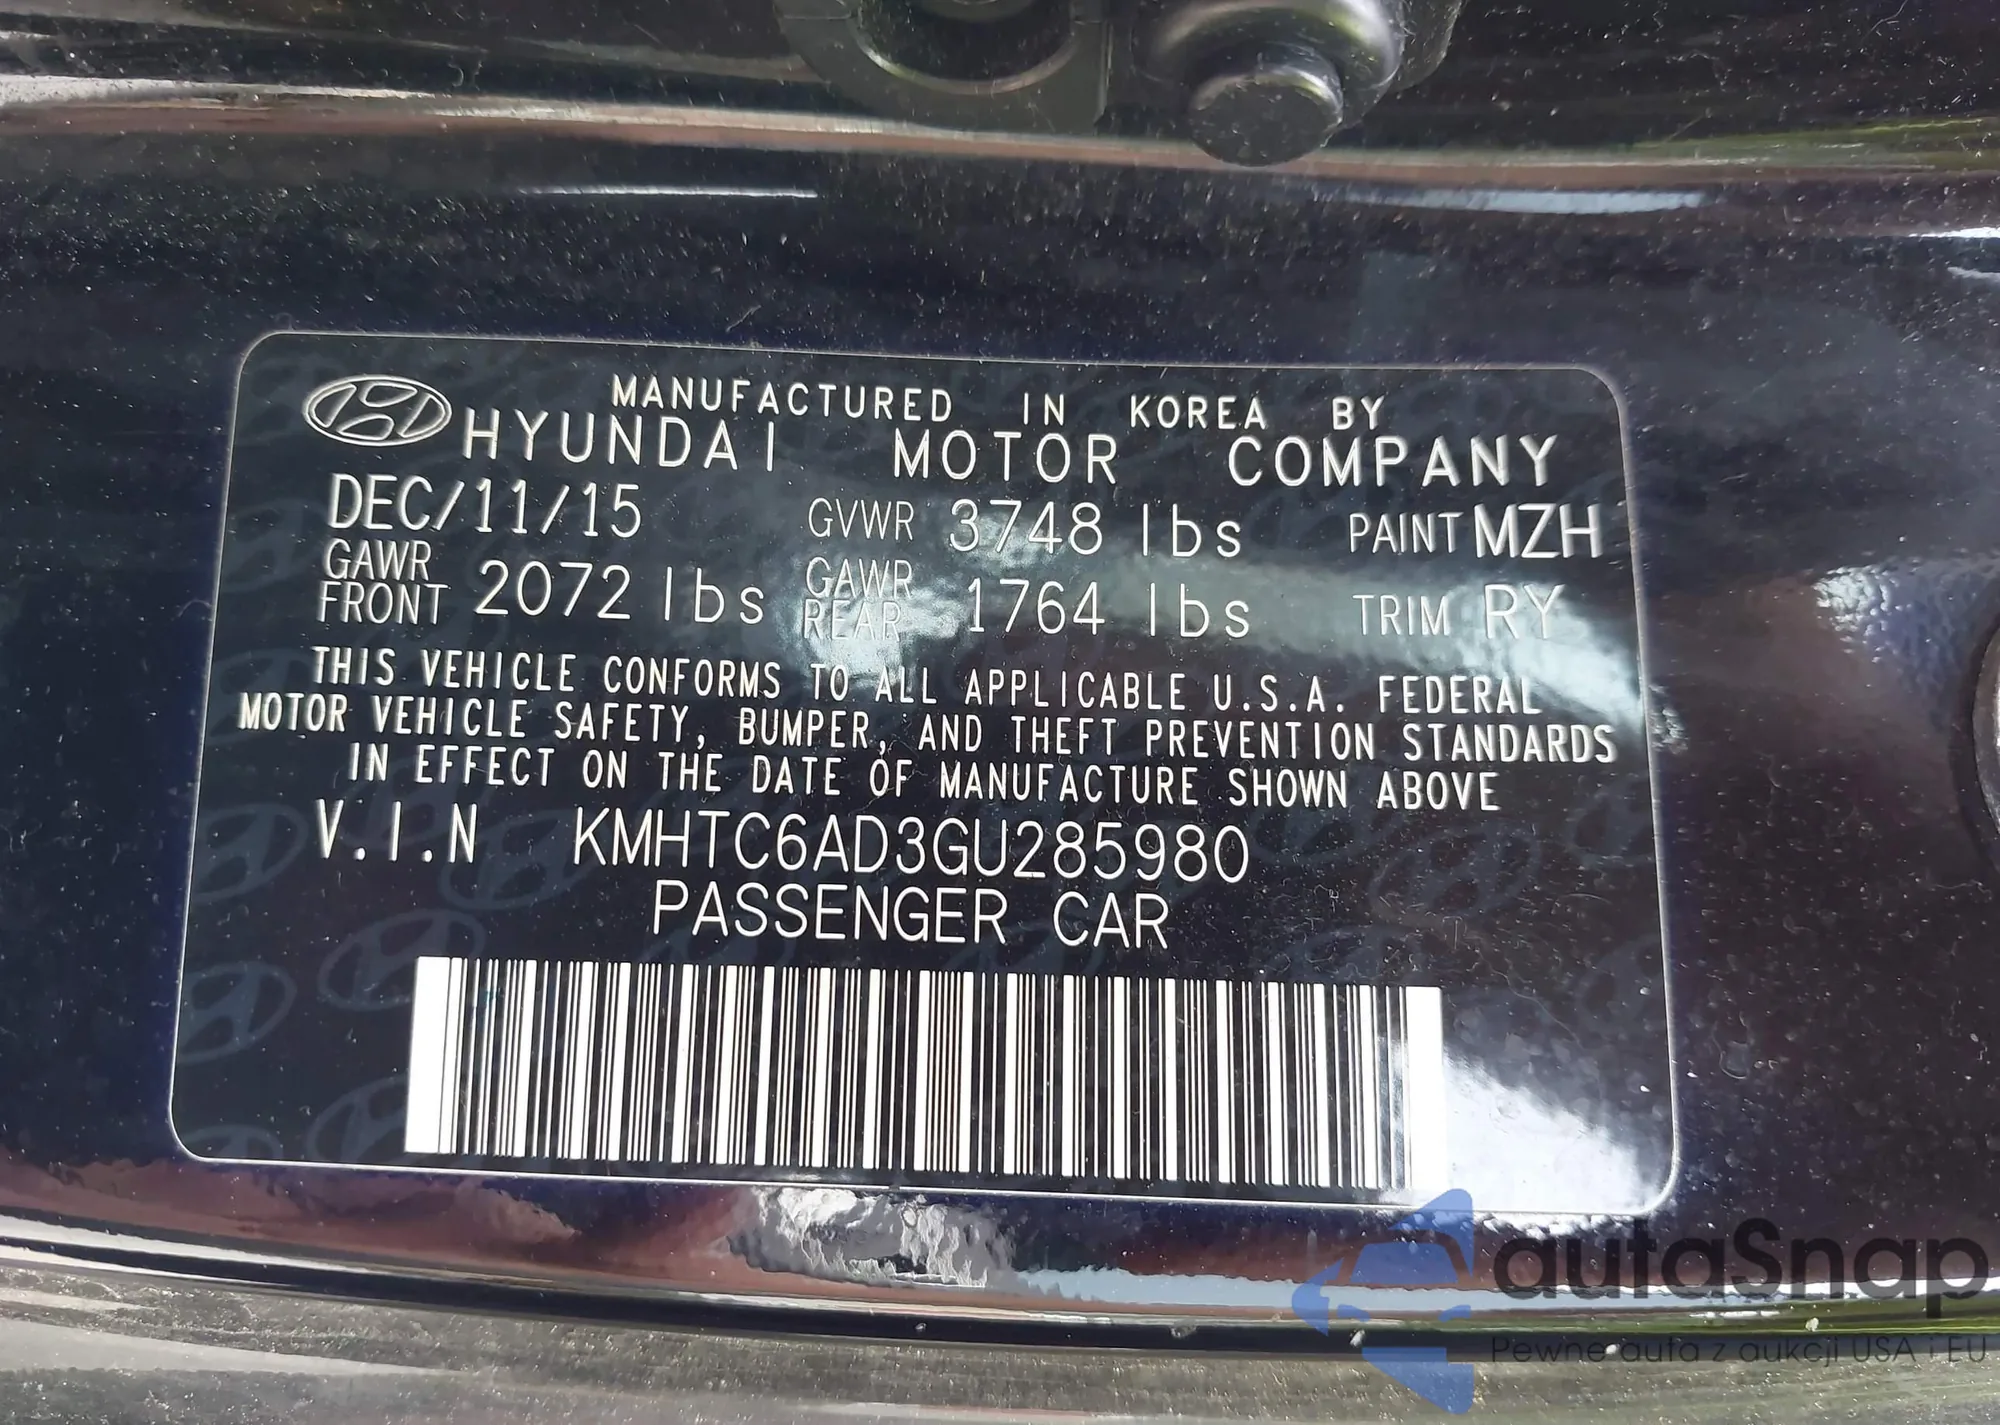 MANUFACTURED IN KOREA BY
HYUNDAI MOTOR COMPANY
DEC/11/15 GVWR 3748 lbs PAINT MZH
GAWR FRONT 2072 lbs GAWR REAR 1764 lbs TRIM RY
THIS VEHICLE CONFORMS TO ALL APPLICABLE U.S.A. FEDERAL
MOTOR VEHICLE SAFETY, BUMPER, AND THEFT PREVENTION STANDARDS
IN EFFECT ON THE DATE OF MANUFACTURE SHOWN ABOVE
V.I.N KMHTC6AD3GU285980
PASSENGER CAR
autaSnap
Pewne auta z aukcji USA i EU